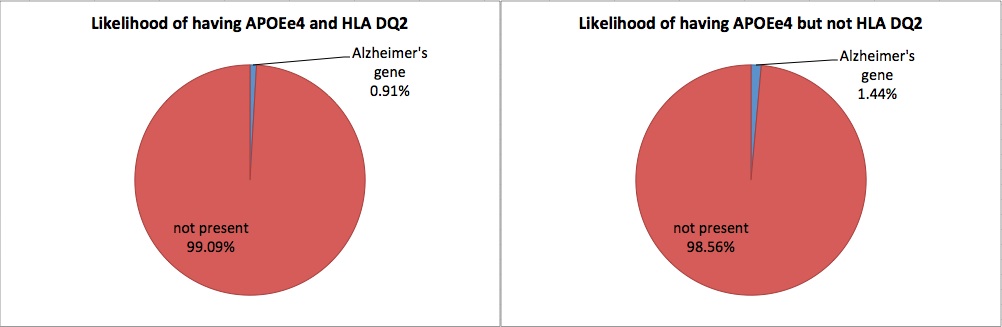 Likelihood of having APOEe4 and HLA DQ2
Alzheimer's
gene
0.91%
not present
99.09%
Likelihood of having APOEe4 but not HLA DQ2
Alzheimer's
gene
1.44%
not present
98.56%